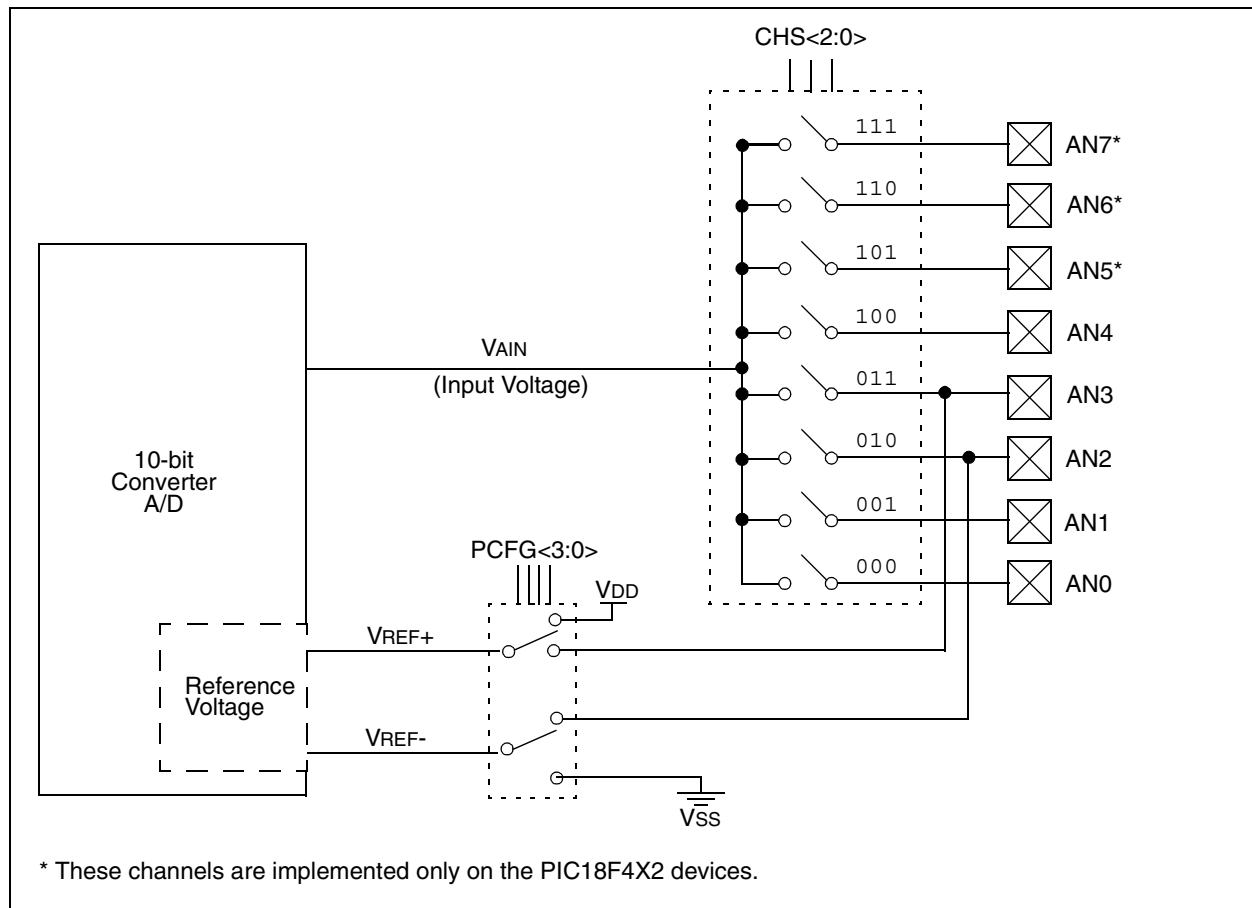 CHS<2:0>
111
AN7*
110
AN6*
101
AN5*
100
AN4
VAIN
(Input Voltage)
011
AN3
010
AN2
10-bit
Converter
A/D
001
AN1
PCFG<3:0>
000
AN0
VDD
VREF+
Reference
Voltage
VREF-
VSS
* These channels are implemented only on the PIC18F4X2 devices.